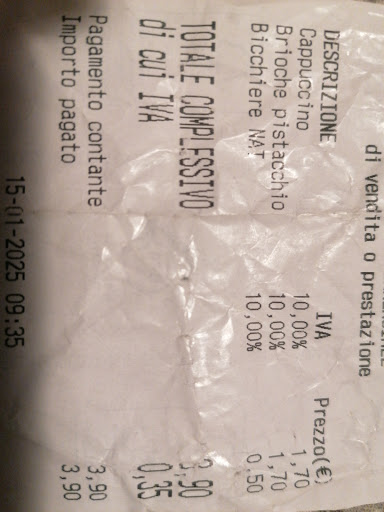 di vendita o prestazione
DESCRIZIONE IVA Prezzo(€)
Cappuccino 10,00% 1,70
Brioche pistacchio 10,00% 1,70
Bicchiere NAT 10,00% 0,50
TOTALE COMPLESSIVO 3,90
di cui IVA 0,35
Pagamento contante 3,90
Importo pagato 3,90
15-01-2025 09:35